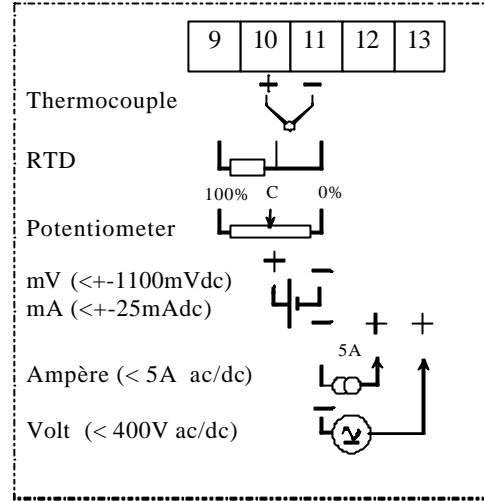 9 10 11 12 13
+ −
Thermocouple
RTD
100% C 0%
Potentiometer
+ −
mV (<+-1100mVdc)
mA (<+-25mAdc)
− + +
5A
Ampère (< 5A ac/dc)
−
Volt (< 400V ac/dc)